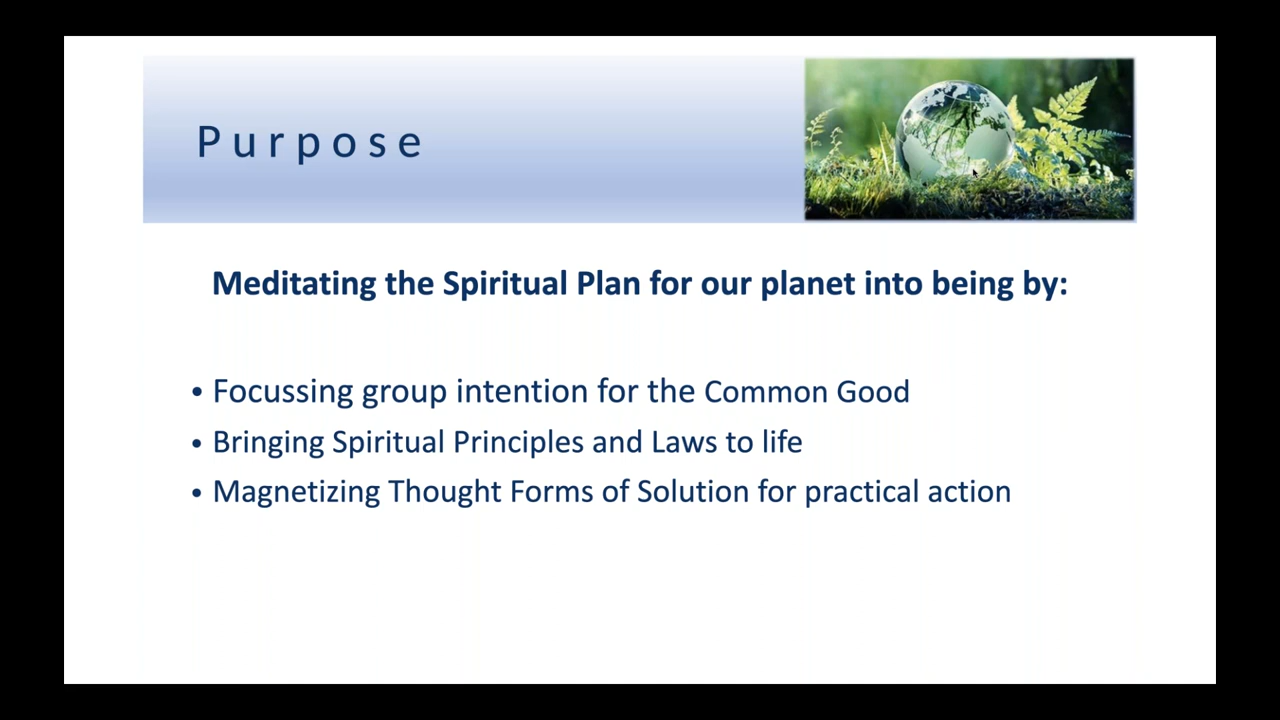 Purpose
Meditating the Spiritual Plan for our planet into being by:
• Focussing group intention for the Common Good
• Bringing Spiritual Principles and Laws to life
• Magnetizing Thought Forms of Solution for practical action